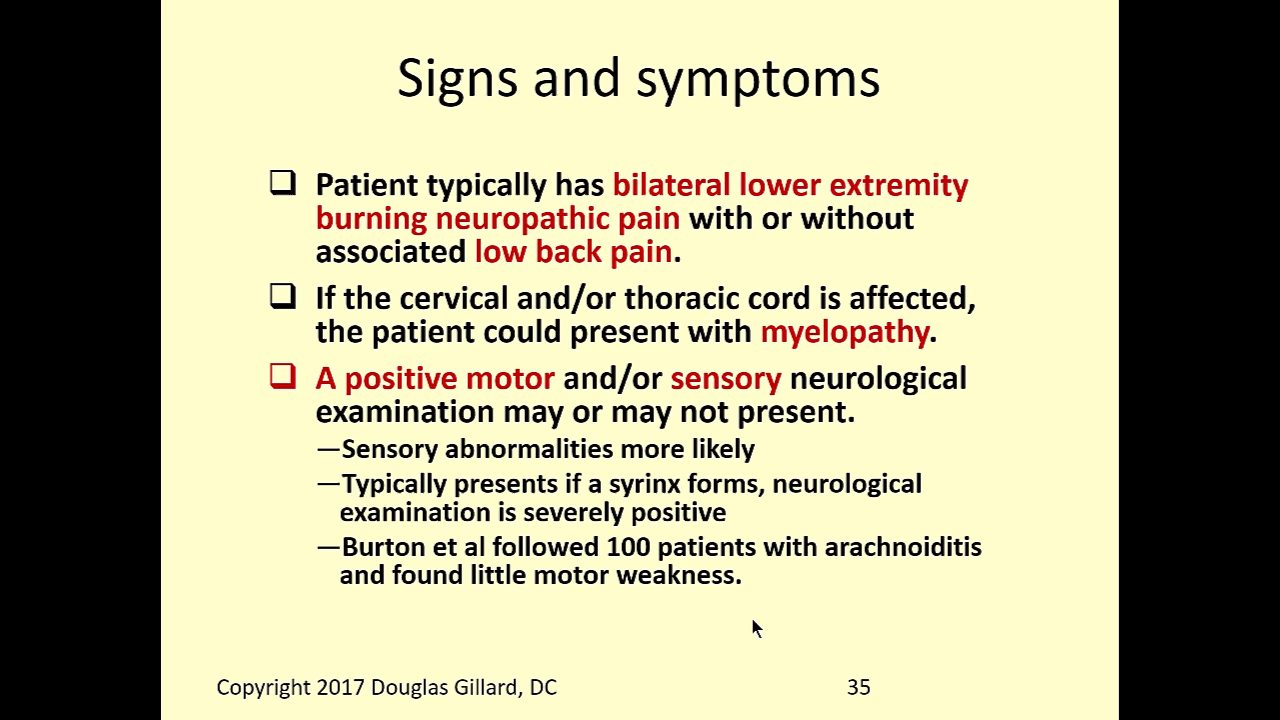 Signs and symptoms
❑ Patient typically has bilateral lower extremity
burning neuropathic pain with or without
associated low back pain.
❑ If the cervical and/or thoracic cord is affected,
the patient could present with myelopathy.
❑ A positive motor and/or sensory neurological
examination may or may not present.
—Sensory abnormalities more likely
—Typically presents if a syrinx forms, neurological
examination is severely positive
—Burton et al followed 100 patients with arachnoiditis
and found little motor weakness.
Copyright 2017 Douglas Gillard, DC 35